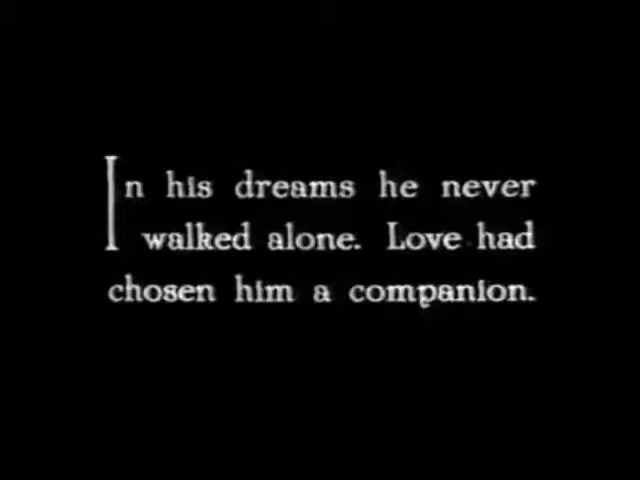 In his dreams he never
walked alone. Love had
chosen him a companion.